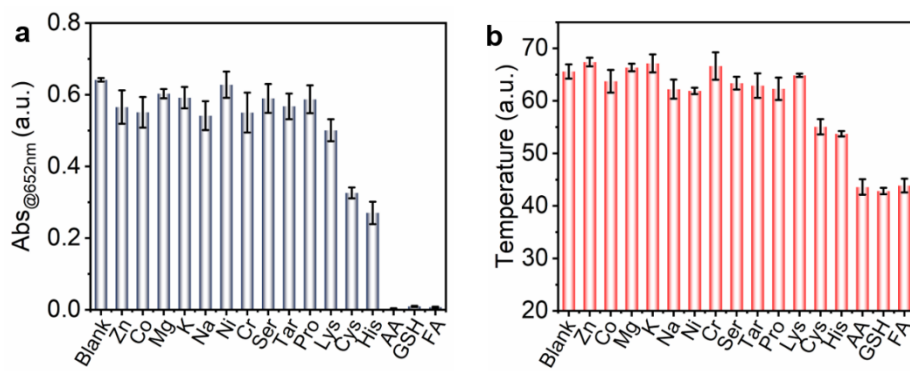 a
0.8
0.6
0.4
0.2
0.0
Abs@652nm (a.u.)
Blank
Zn
Co
Mg
K
Na
Ni
Cr
Ser
Tar
Pro
Lys
Cys
His
AA
GSH
FA
b
70
60
50
40
30
20
Temperature (a.u.)
Blank
Zn
Co
Mg
K
Na
Ni
Cr
Ser
Tar
Pro
Lys
Cys
His
AA
GSH
FA